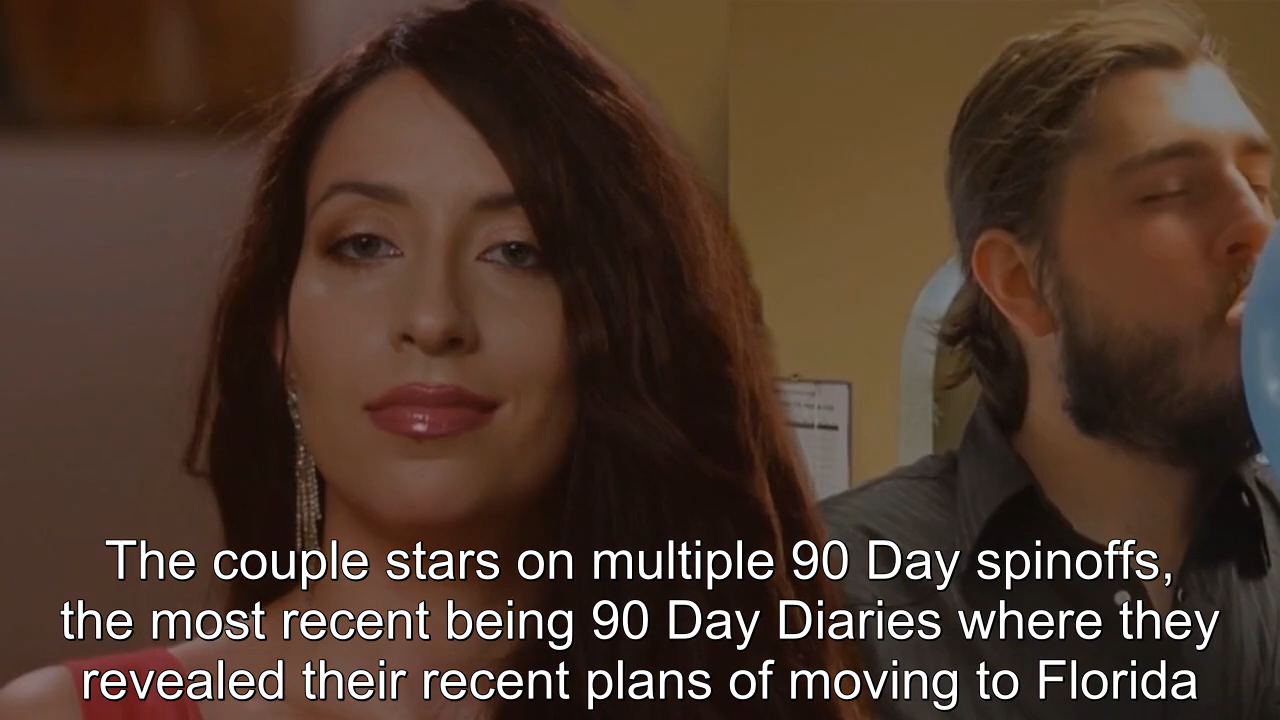 The couple stars on multiple 90 Day spinoffs,
the most recent being 90 Day Diaries where they
revealed their recent plans of moving to Florida